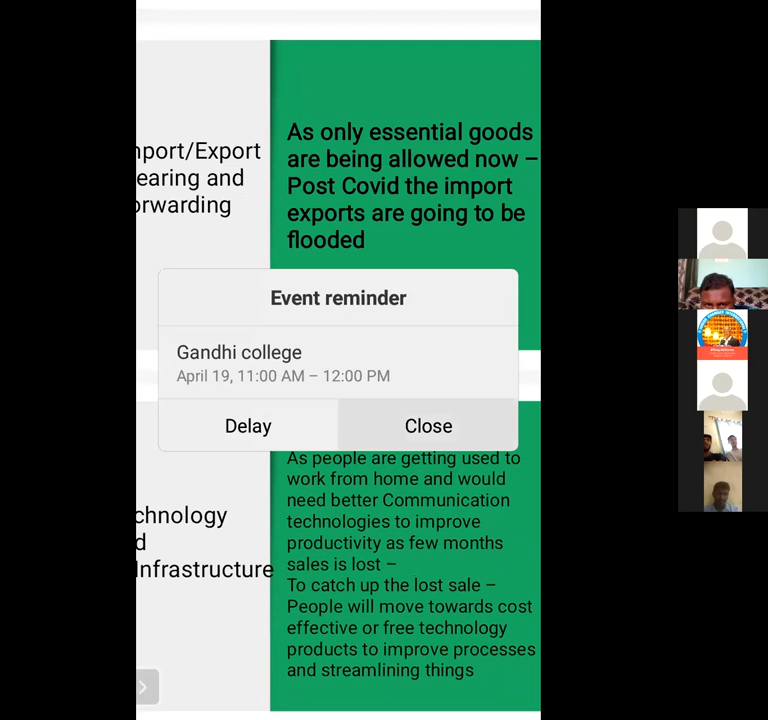 nport/Export
earing and
orwarding
As only essential goods
are being allowed now –
Post Covid the import
exports are going to be
flooded
Event reminder
Gandhi college
April 19, 11:00 AM – 12:00 PM
Delay
Close
chnology
d
Infrastructure
As people are getting used to
work from home and would
need better Communication
technologies to improve
productivity as few months
sales is lost –
To catch up the lost sale –
People will move towards cost
effective or free technology
products to improve processes
and streamlining things